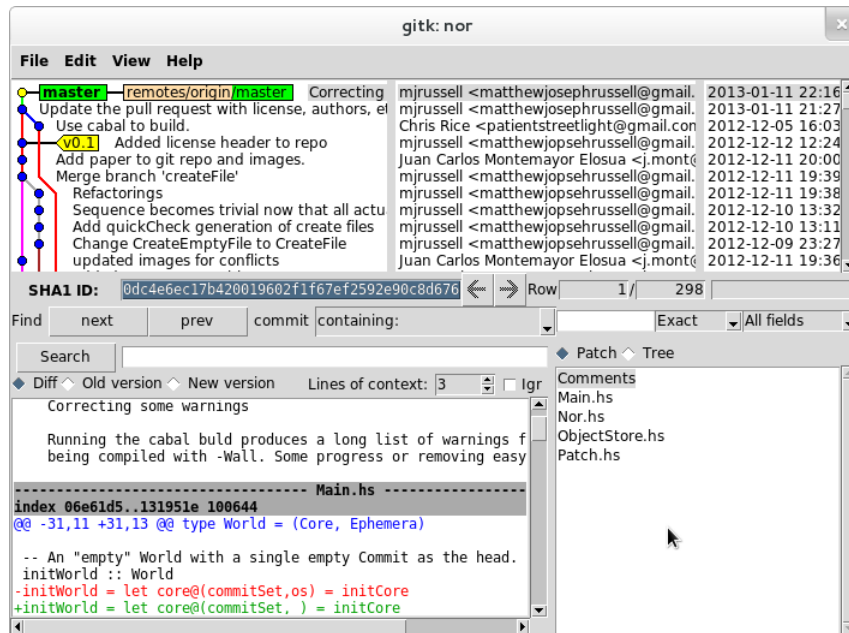 gitk: nor
File Edit View Help
master remotes/origin/master Correcting mjrussell <matthewjosephrussell@gmail. 2013-01-11 22:16
Update the pull request with license, authors, et mjrussell <matthewjopsehrussell@gmail. 2013-01-11 21:27
Use cabal to build. Chris Rice <patientstreetlight@gmail.con 2012-12-05 16:03
v0.1 Added license header to repo mjrussell <matthewjopsehrussell@gmail. 2012-12-12 12:24
Add paper to git repo and images. Juan Carlos Montemayor Elosua <j.mont@ 2012-12-11 20:00
Merge branch 'createFile' mjrussell <matthewjopsehrussell@gmail. 2012-12-11 19:39
Refactorings mjrussell <matthewjopsehrussell@gmail. 2012-12-11 19:38
Sequence becomes trivial now that all actu mjrussell <matthewjopsehrussell@gmail. 2012-12-10 13:32
Add quickCheck generation of create files mjrussell <matthewjopsehrussell@gmail. 2012-12-10 13:11
Change CreateEmptyFile to CreateFile mjrussell <matthewjopsehrussell@gmail. 2012-12-09 23:27
updated images for conflicts Juan Carlos Montemayor Elosua <j.mont@ 2012-12-11 19:36
SHA1 ID: 0dc4e6ec17b420019602f1f67ef2592e90c8d676 Row 1/ 298
Find next prev commit containing: Exact All fields
Search
Diff Old version New version Lines of context: 3 Igr
Patch Tree
Correcting some warnings
Running the cabal buld produces a long list of warnings f
being compiled with -Wall. Some progress or removing easy
---------------------------------- Main.hs -----------------
index 06e61d5..131951e 100644
@@ -31,11 +31,13 @@ type World = (Core, Ephemera)
-- An "empty" World with a single empty Commit as the head.
initWorld :: World
-initWorld = let core@(commitSet,os) = initCore
+initWorld = let core@(commitSet, ) = initCore
Comments
Main.hs
Nor.hs
ObjectStore.hs
Patch.hs